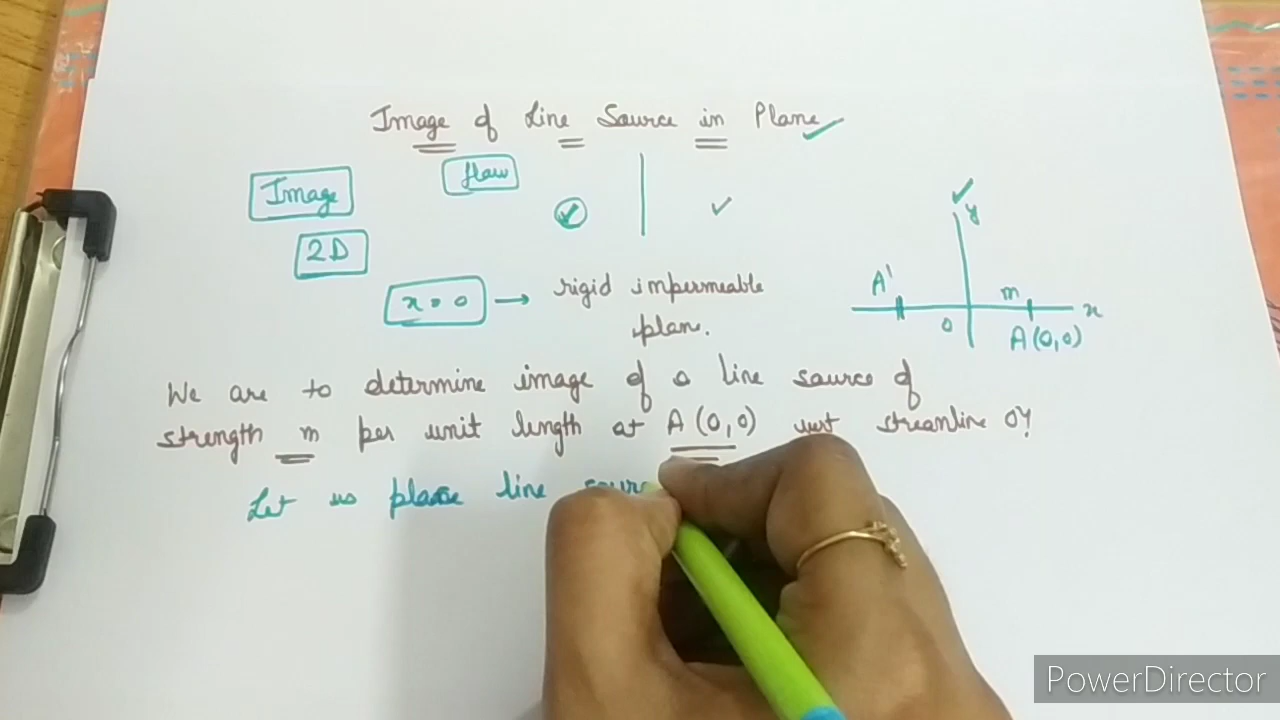 Image of Line Source in Plane
Image
flow
2D
x = 0 → rigid impermeable
plane.
y
A'
m
x
0
A (0,0)
We are to determine image of a line source of
strength m per unit length at A (0,0) wrt streamline OY
Let us place line sour
PowerDirector